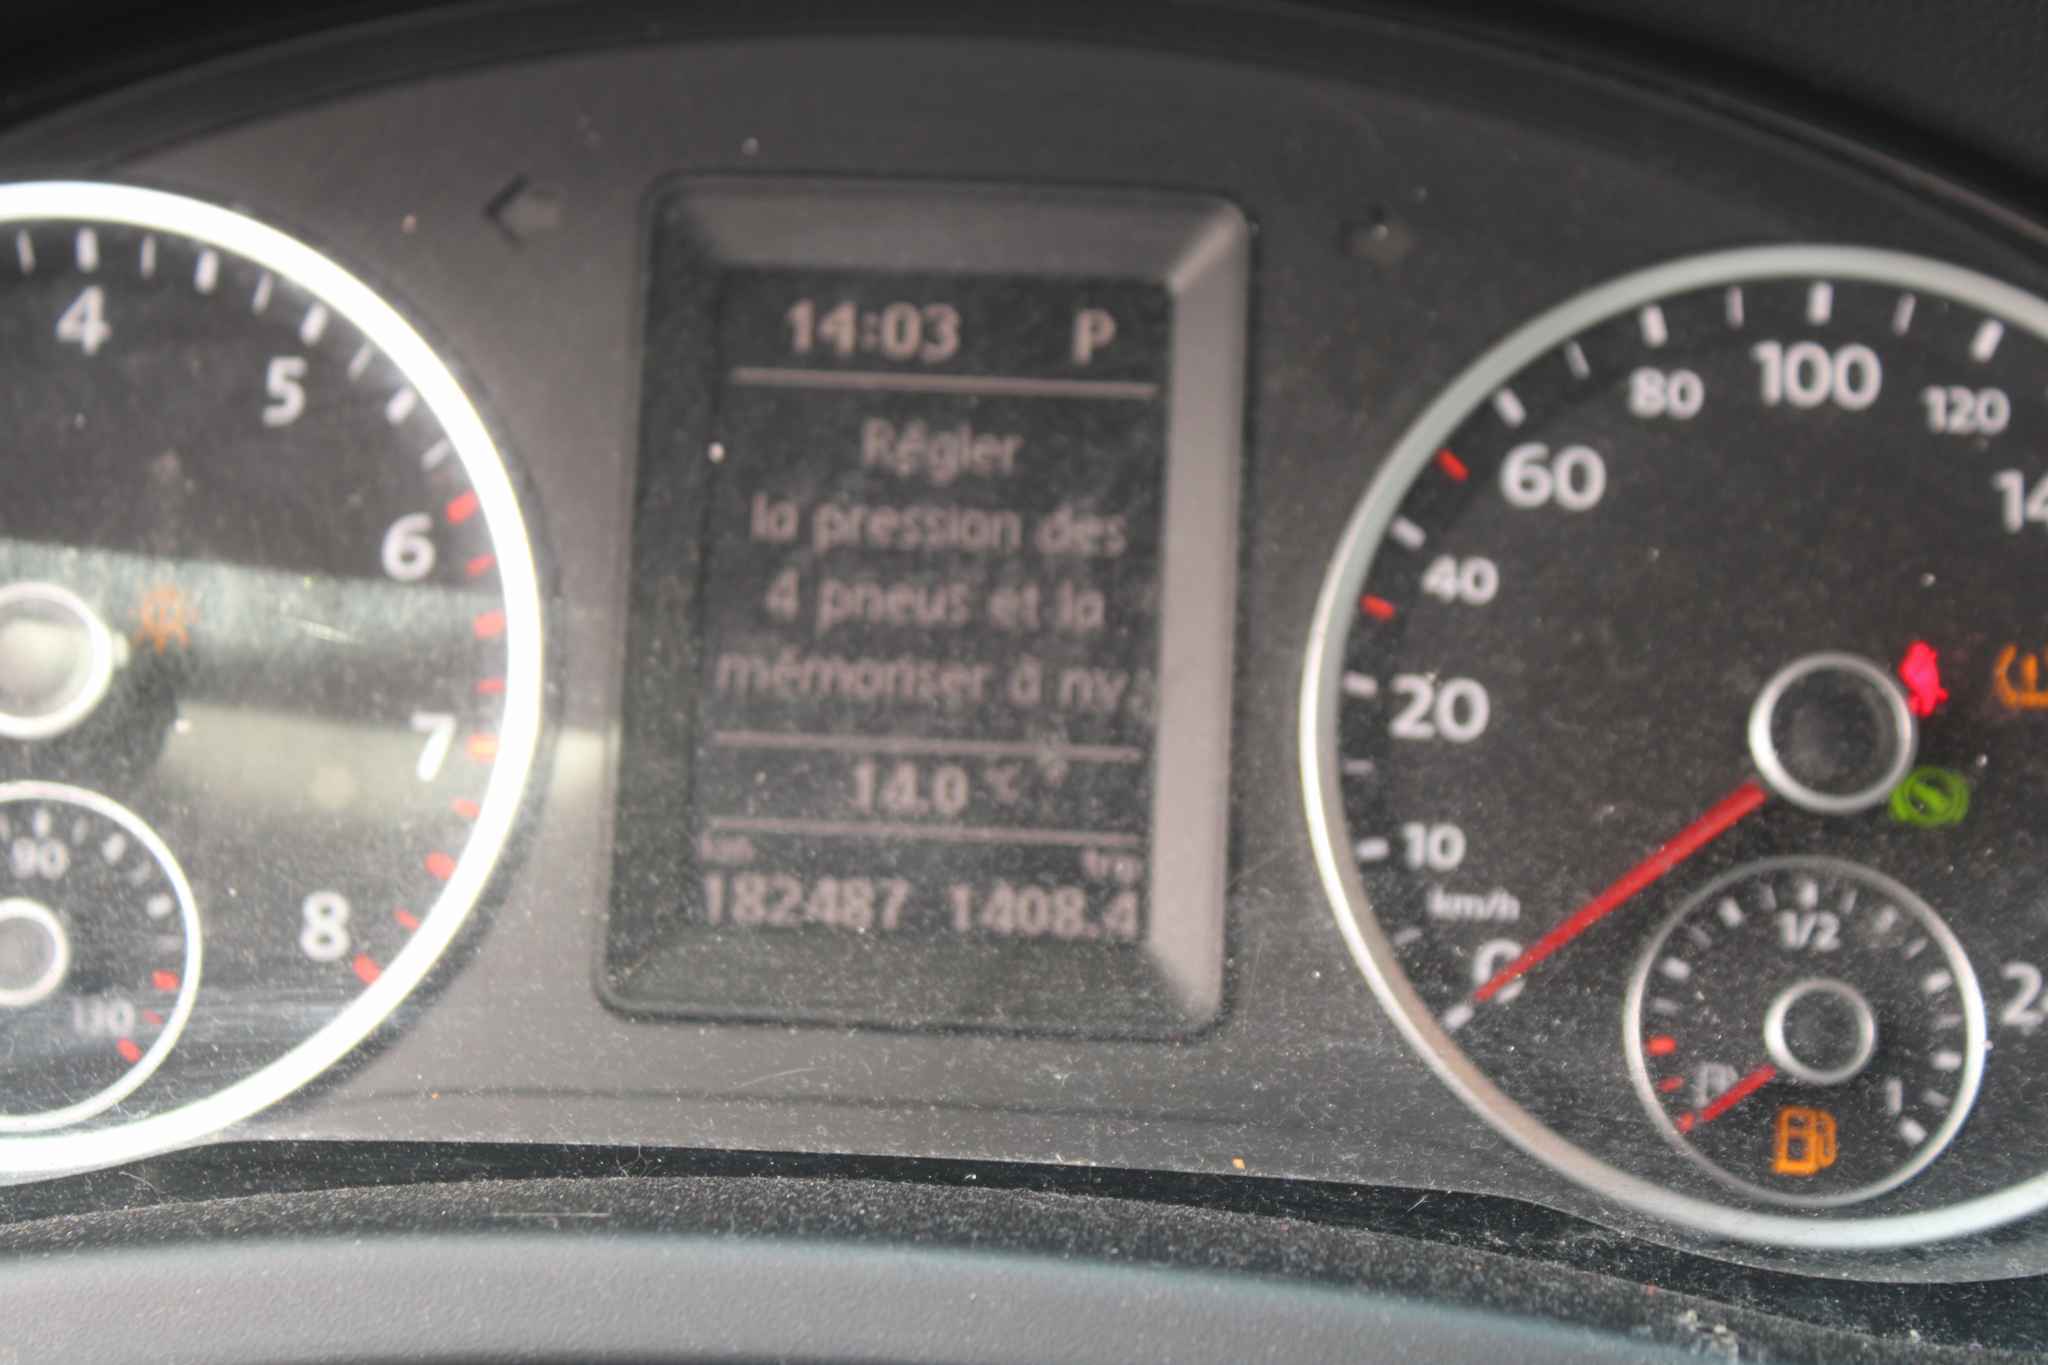 4
5
6
7
8
90
130
14:03 P
Régler
la pression des
4 pneus et la
mémoriser à nv
14.0 °C
km trip
182487 1408.4
0
10
20
40
60
80
100
120
km/h
1/2
1